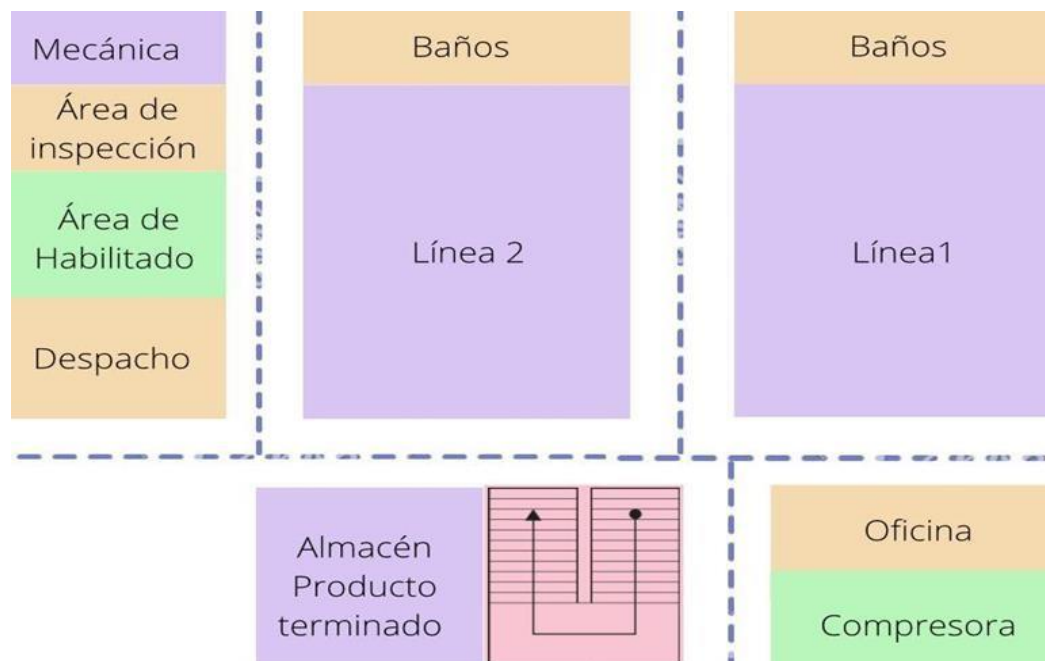 Mecánica
Área de
inspección
Área de
Habilitado
Despacho
Baños
Línea 2
Baños
Línea1
Almacén
Producto
terminado
Oficina
Compresora